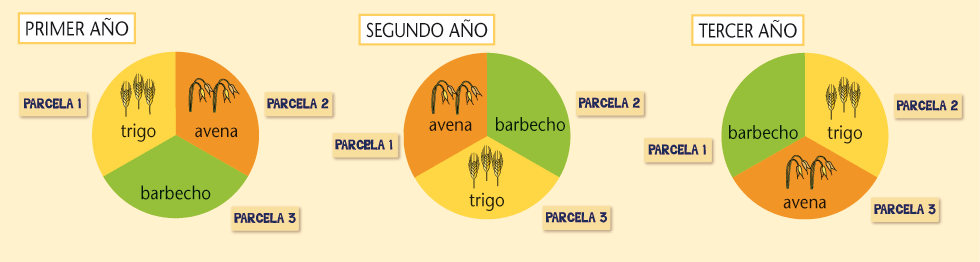 PRIMER AÑO
PARCELA 1
trigo
avena
PARCELA 2
barbecho
PARCELA 3
SEGUNDO AÑO
PARCELA 1
avena
barbecho
PARCELA 2
trigo
PARCELA 3
TERCER AÑO
PARCELA 1
barbecho
trigo
PARCELA 2
avena
PARCELA 3